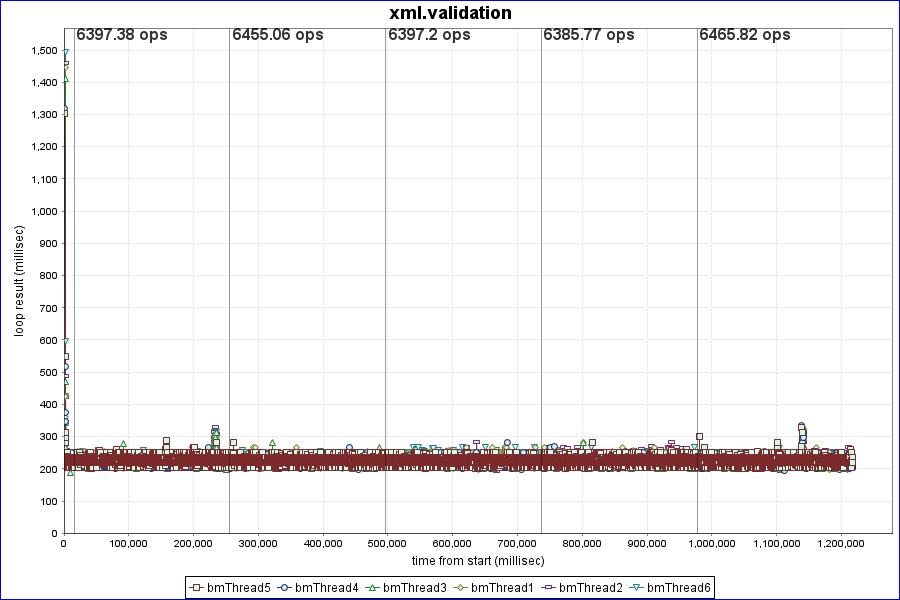 xml.validation
6397.38 ops 6455.06 ops 6397.2 ops 6385.77 ops 6465.82 ops
1,500
1,400
1,300
1,200
1,100
1,000
900
800
700
600
500
400
300
200
100
0
loop result (millisec)
0 100,000 200,000 300,000 400,000 500,000 600,000 700,000 800,000 900,000 1,000,000 1,100,000 1,200,000
time from start (millisec)
bmThread5 bmThread4 bmThread3 bmThread1 bmThread2 bmThread6